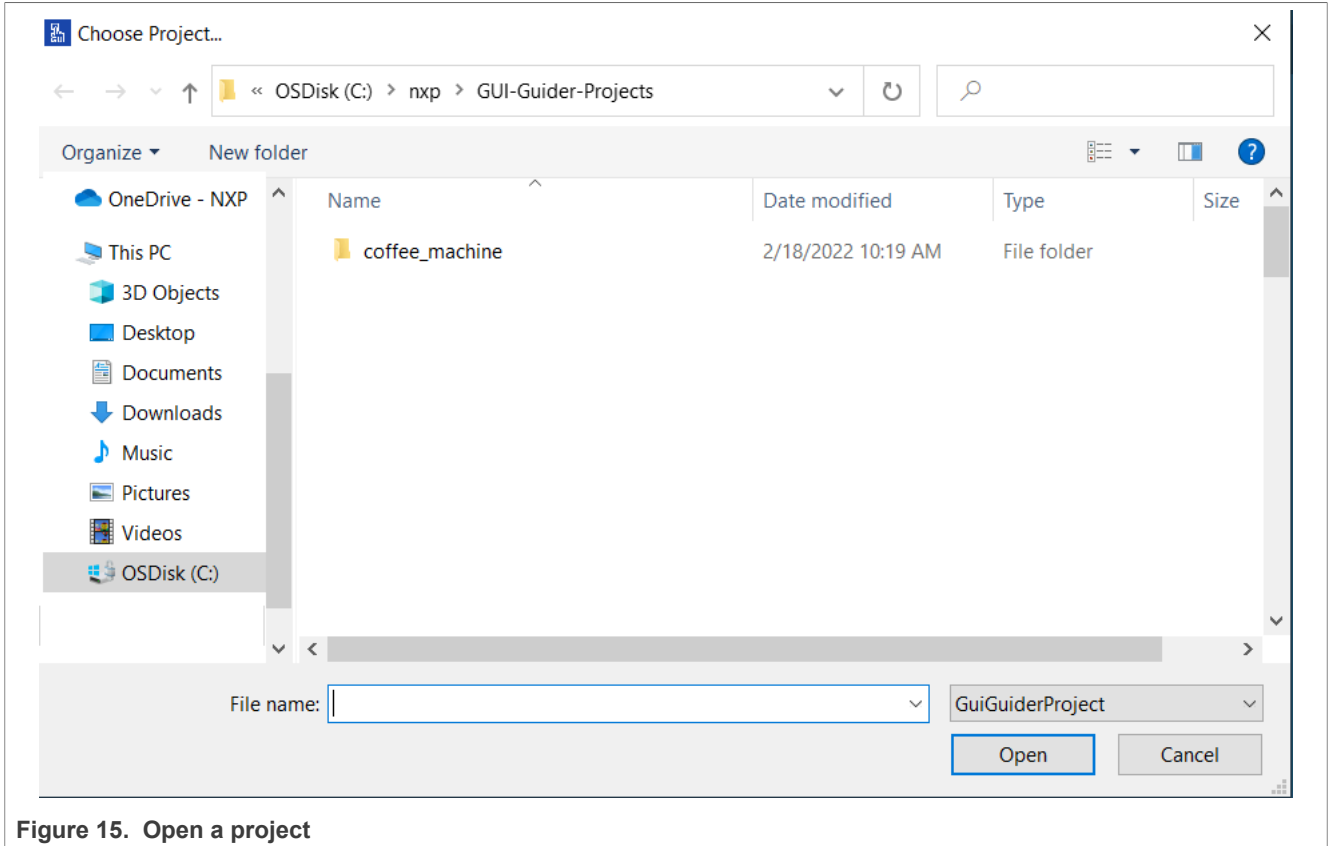 Choose Project...
« OSDisk (C:) > nxp > GUI-Guider-Projects
Organize New folder
?
OneDrive - NXP
This PC
3D Objects
Desktop
Documents
Downloads
Music
Pictures
Videos
OSDisk (C:)
Name Date modified Type Size
coffee_machine 2/18/2022 10:19 AM File folder
File name: GuiGuiderProject
Open Cancel
Figure 15. Open a project